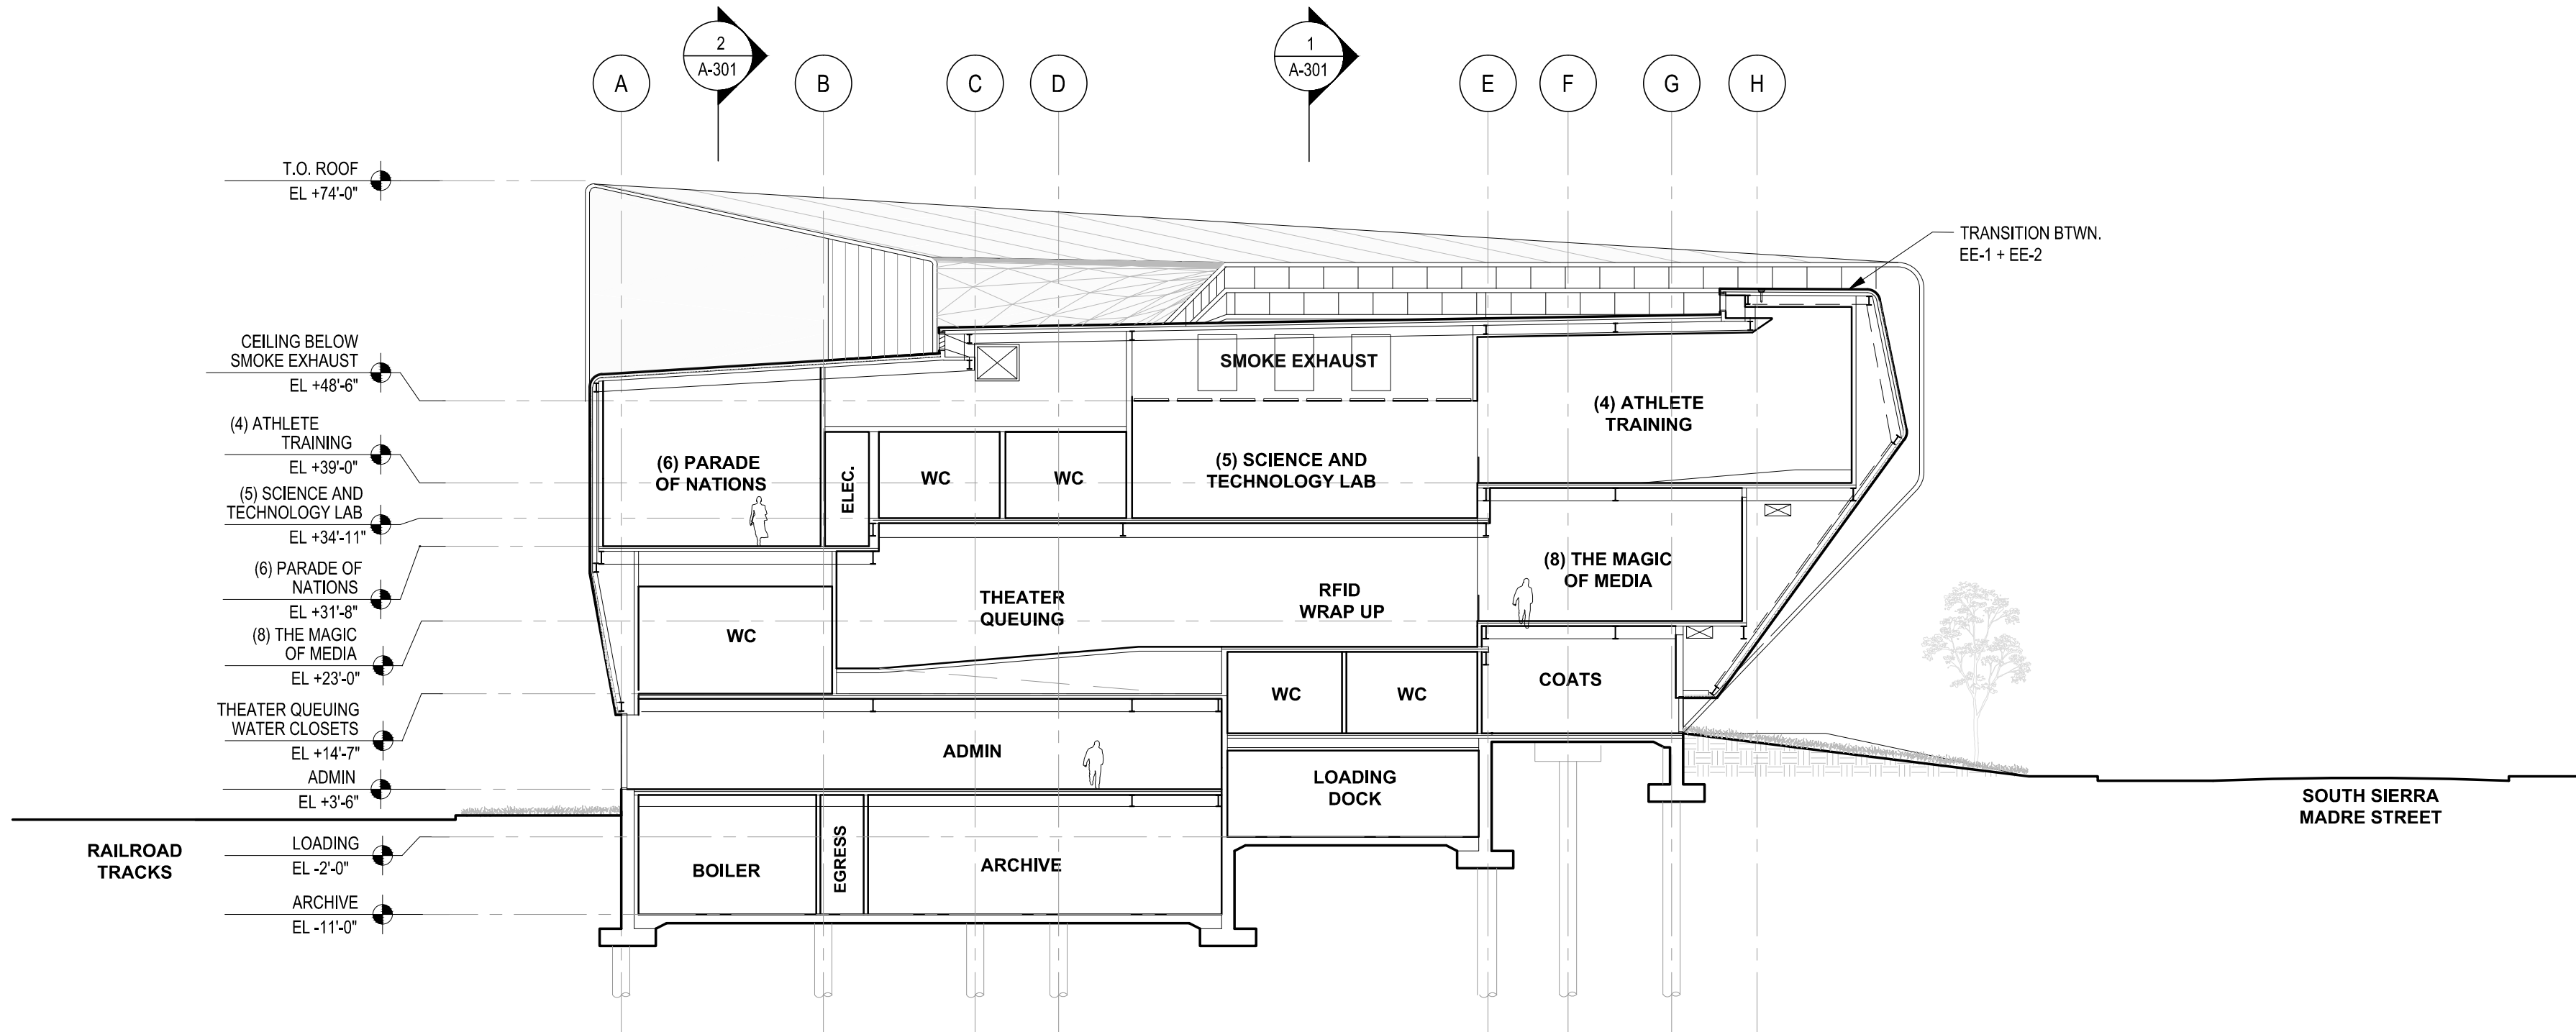 2
A-301
1
A-301
A
B
C
D
E
F
G
H
T.O. ROOF
EL +74'-0"
TRANSITION BTWN.
EE-1 + EE-2
CEILING BELOW
SMOKE EXHAUST
EL +48'-6"
(4) ATHLETE
TRAINING
EL +39'-0"
(5) SCIENCE AND
TECHNOLOGY LAB
EL +34'-11"
(6) PARADE OF
NATIONS
EL +31'-8"
(8) THE MAGIC
OF MEDIA
EL +23'-0"
THEATER QUEUING
WATER CLOSETS
EL +14'-7"
ADMIN
EL +3'-6"
LOADING
EL -2'-0"
ARCHIVE
EL -11'-0"
RAILROAD
TRACKS
SMOKE EXHAUST
(4) ATHLETE
TRAINING
(6) PARADE
OF NATIONS
ELEC.
WC
WC
(5) SCIENCE AND
TECHNOLOGY LAB
(8) THE MAGIC
OF MEDIA
THEATER
QUEUING
RFID
WRAP UP
WC
WC
WC
COATS
ADMIN
LOADING
DOCK
BOILER
EGRESS
ARCHIVE
SOUTH SIERRA
MADRE STREET